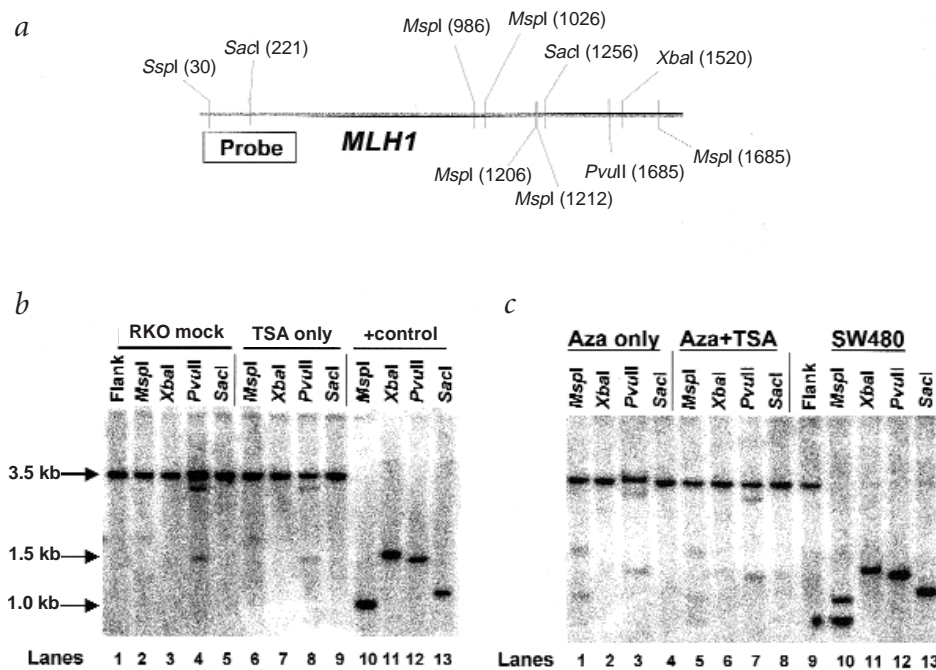 a
MspI (986)
MspI (1026)
SacI (221)
SacI (1256)
XbaI (1520)
SspI (30)
Probe
MLH1
MspI (1206)
MspI (1212)
PvuII (1685)
MspI (1685)
b
RKO mock
TSA only
+control
Flank
MspI
XbaI
PvuII
SacI
MspI
XbaI
PvuII
SacI
MspI
XbaI
PvuII
SacI
3.5 kb
1.5 kb
1.0 kb
Lanes 1 2 3 4 5 6 7 8 9 10 11 12 13
c
Aza only
Aza+TSA
SW480
MspI
XbaI
PvuII
SacI
MspI
XbaI
PvuII
SacI
Flank
MspI
XbaI
PvuII
SacI
Lanes 1 2 3 4 5 6 7 8 9 10 11 12 13